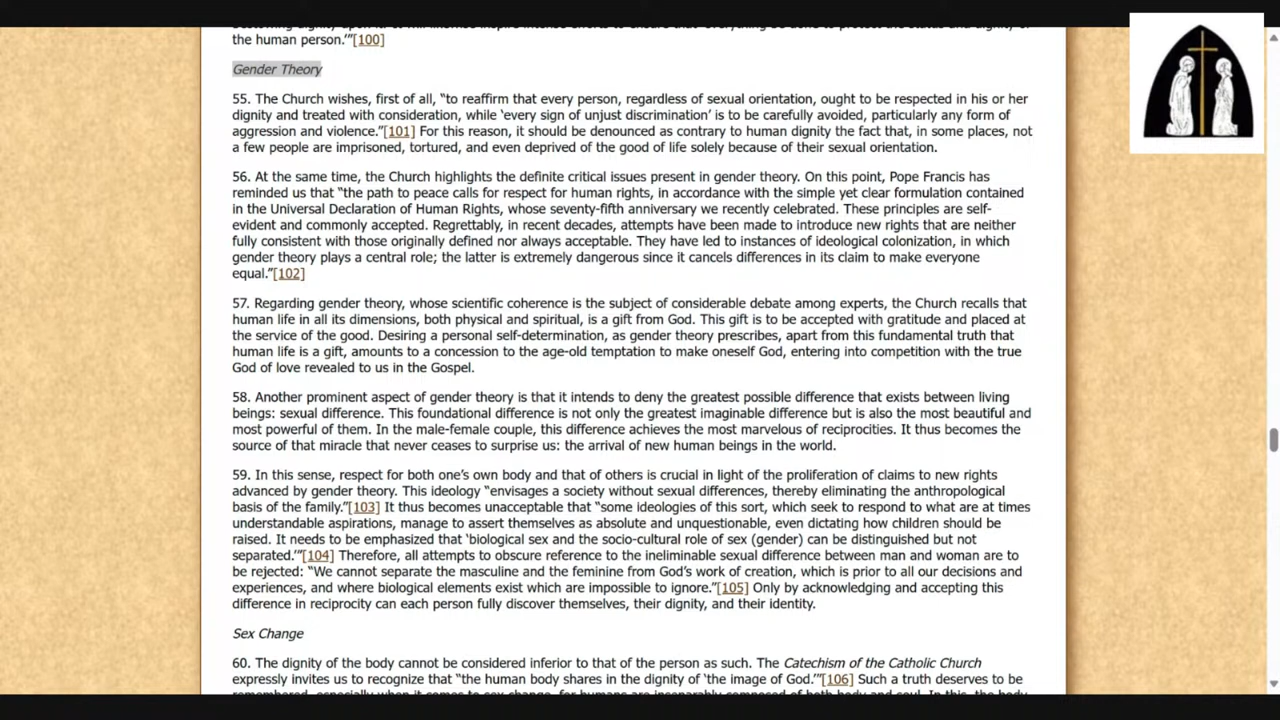 the human person.’”[100]
Gender Theory
55. The Church wishes, first of all, “to reaffirm that every person, regardless of sexual orientation, ought to be respected in his or her
dignity and treated with consideration, while ‘every sign of unjust discrimination’ is to be carefully avoided, particularly any form of
aggression and violence.”[101] For this reason, it should be denounced as contrary to human dignity the fact that, in some places, not
a few people are imprisoned, tortured, and even deprived of the good of life solely because of their sexual orientation.
56. At the same time, the Church highlights the definite critical issues present in gender theory. On this point, Pope Francis has
reminded us that “the path to peace calls for respect for human rights, in accordance with the simple yet clear formulation contained
in the Universal Declaration of Human Rights, whose seventy-fifth anniversary we recently celebrated. These principles are self-
evident and commonly accepted. Regrettably, in recent decades, attempts have been made to introduce new rights that are neither
fully consistent with those originally defined nor always acceptable. They have led to instances of ideological colonization, in which
gender theory plays a central role; the latter is extremely dangerous since it cancels differences in its claim to make everyone
equal.”[102]
57. Regarding gender theory, whose scientific coherence is the subject of considerable debate among experts, the Church recalls that
human life in all its dimensions, both physical and spiritual, is a gift from God. This gift is to be accepted with gratitude and placed at
the service of the good. Desiring a personal self-determination, as gender theory prescribes, apart from this fundamental truth that
human life is a gift, amounts to a concession to the age-old temptation to make oneself God, entering into competition with the true
God of love revealed to us in the Gospel.
58. Another prominent aspect of gender theory is that it intends to deny the greatest possible difference that exists between living
beings: sexual difference. This foundational difference is not only the greatest imaginable difference but is also the most beautiful and
most powerful of them. In the male-female couple, this difference achieves the most marvelous of reciprocities. It thus becomes the
source of that miracle that never ceases to surprise us: the arrival of new human beings in the world.
59. In this sense, respect for both one’s own body and that of others is crucial in light of the proliferation of claims to new rights
advanced by gender theory. This ideology “envisages a society without sexual differences, thereby eliminating the anthropological
basis of the family.”[103] It thus becomes unacceptable that “some ideologies of this sort, which seek to respond to what are at times
understandable aspirations, manage to assert themselves as absolute and unquestionable, even dictating how children should be
raised. It needs to be emphasized that ‘biological sex and the socio-cultural role of sex (gender) can be distinguished but not
separated.’”[104] Therefore, all attempts to obscure reference to the ineliminable sexual difference between man and woman are to
be rejected: “We cannot separate the masculine and the feminine from God’s work of creation, which is prior to all our decisions and
experiences, and where biological elements exist which are impossible to ignore.”[105] Only by acknowledging and accepting this
difference in reciprocity can each person fully discover themselves, their dignity, and their identity.
Sex Change
60. The dignity of the body cannot be considered inferior to that of the person as such. The Catechism of the Catholic Church
expressly invites us to recognize that “the human body shares in the dignity of ‘the image of God.’”[106] Such a truth deserves to be